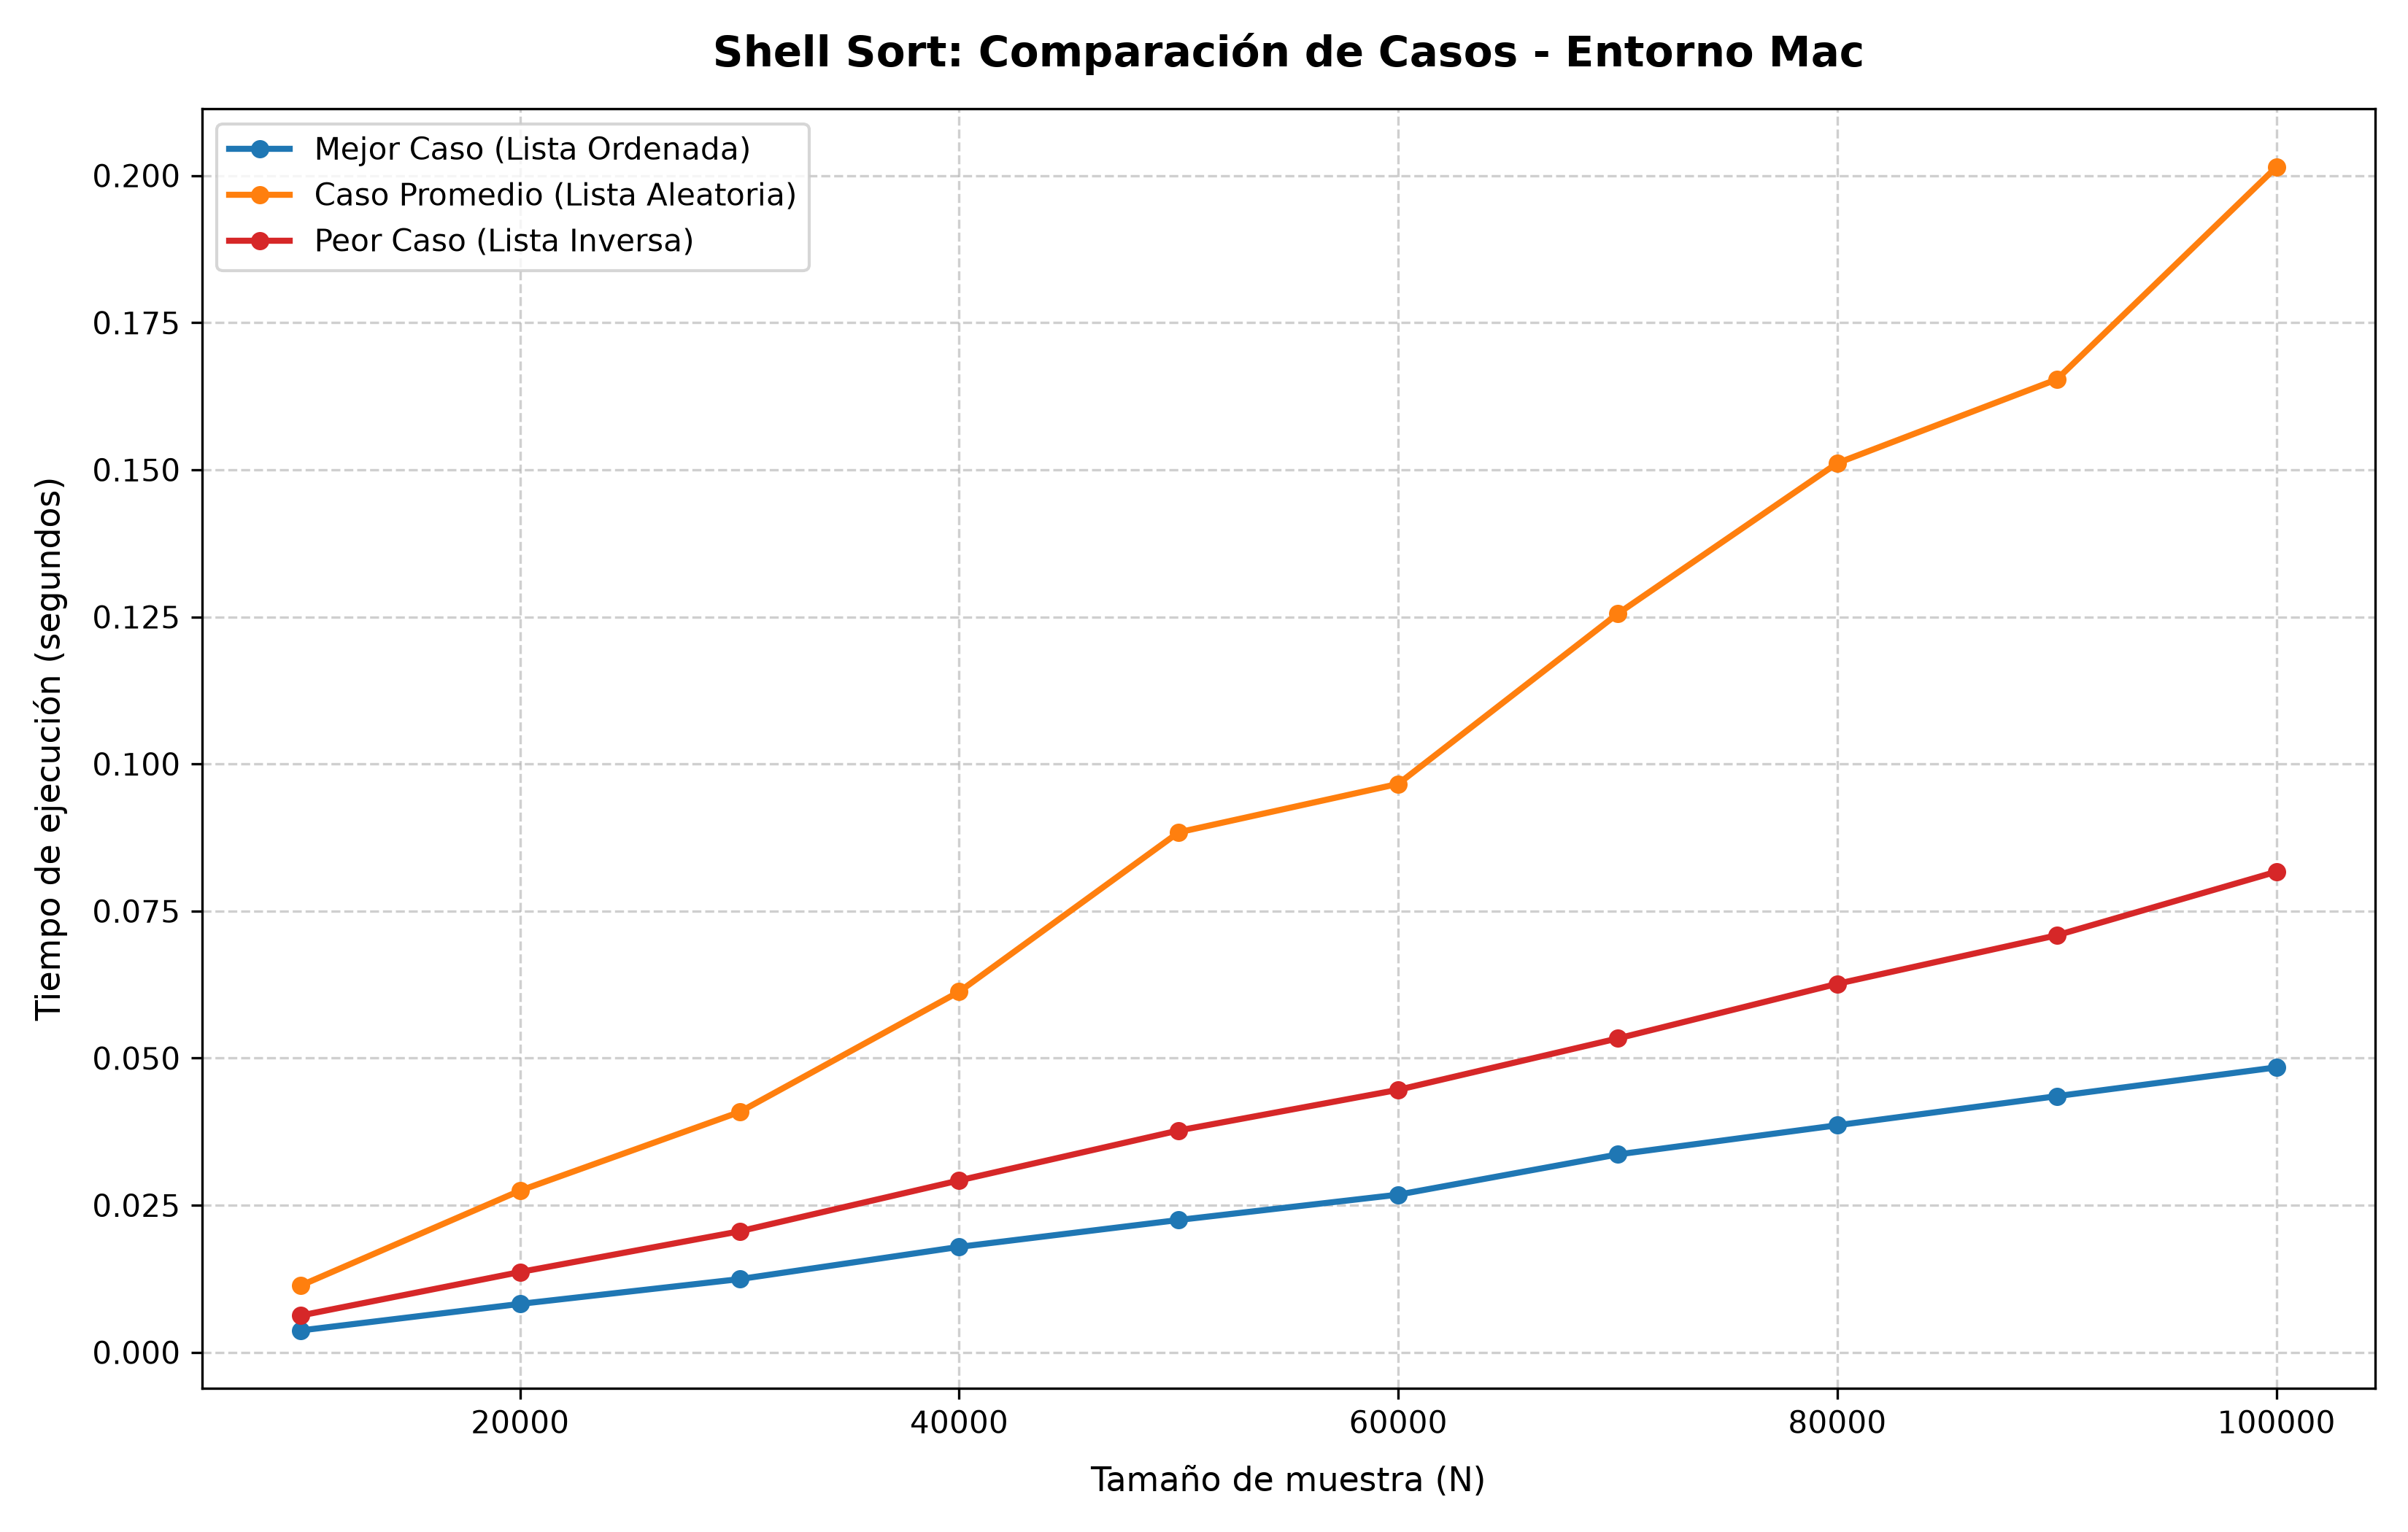 Shell Sort: Comparación de Casos - Entorno Mac
Mejor Caso (Lista Ordenada)
Caso Promedio (Lista Aleatoria)
Peor Caso (Lista Inversa)
Tiempo de ejecución (segundos)
0.200
0.175
0.150
0.125
0.100
0.075
0.050
0.025
0.000
20000
40000
60000
80000
100000
Tamaño de muestra (N)